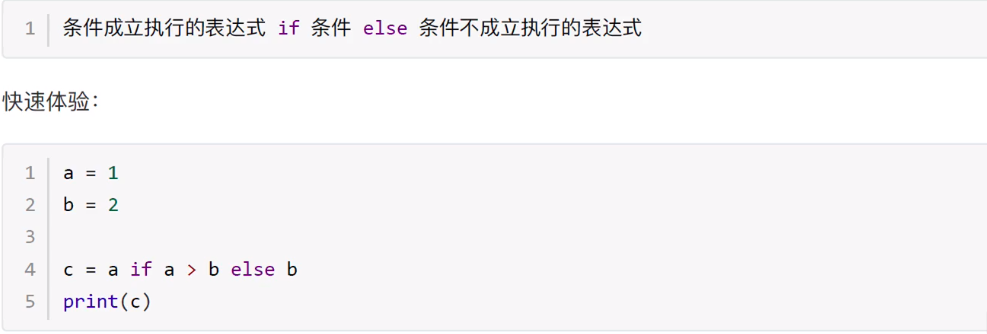 1 条件成立执行的表达式 if 条件 else 条件不成立执行的表达式
快速体验：
1 a = 1
2 b = 2
3
4 c = a if a > b else b
5 print(c)